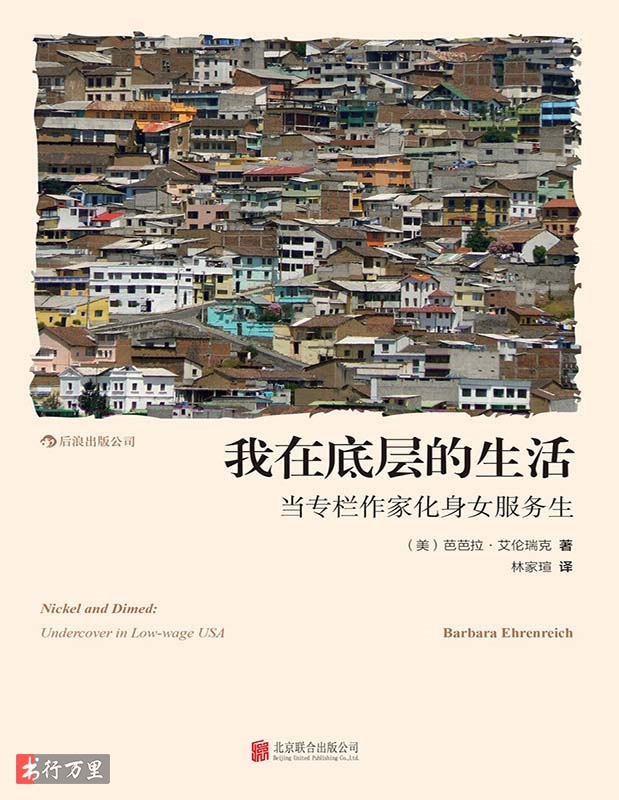 后浪出版公司
我在底层的生活
当专栏作家化身女服务生
(美)芭芭拉·艾伦瑞克 著
林家瑄 译
Nickel and Dimed:
Undercover in Low-wage USA
Barbara Ehrenreich
北京联合出版公司
Beijing United Publishing Co.,Ltd.
书行万里